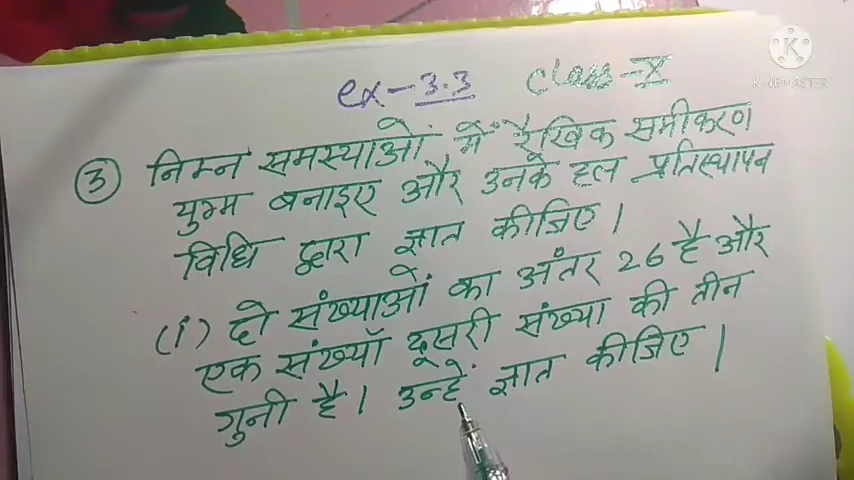 ex-3.3 Class-X
③ निम्न समस्याओं में रैखिक समीकरण
युग्म बनाइए और उनके हल प्रतिस्थापन
विधि द्वारा ज्ञात कीजिए।
(i) दो संख्याओं का अंतर 26 है और
एक संख्याँ दूसरी संख्या की तीन
गुनी है। उन्हें ज्ञात कीजिए।
K
KINEMASTER